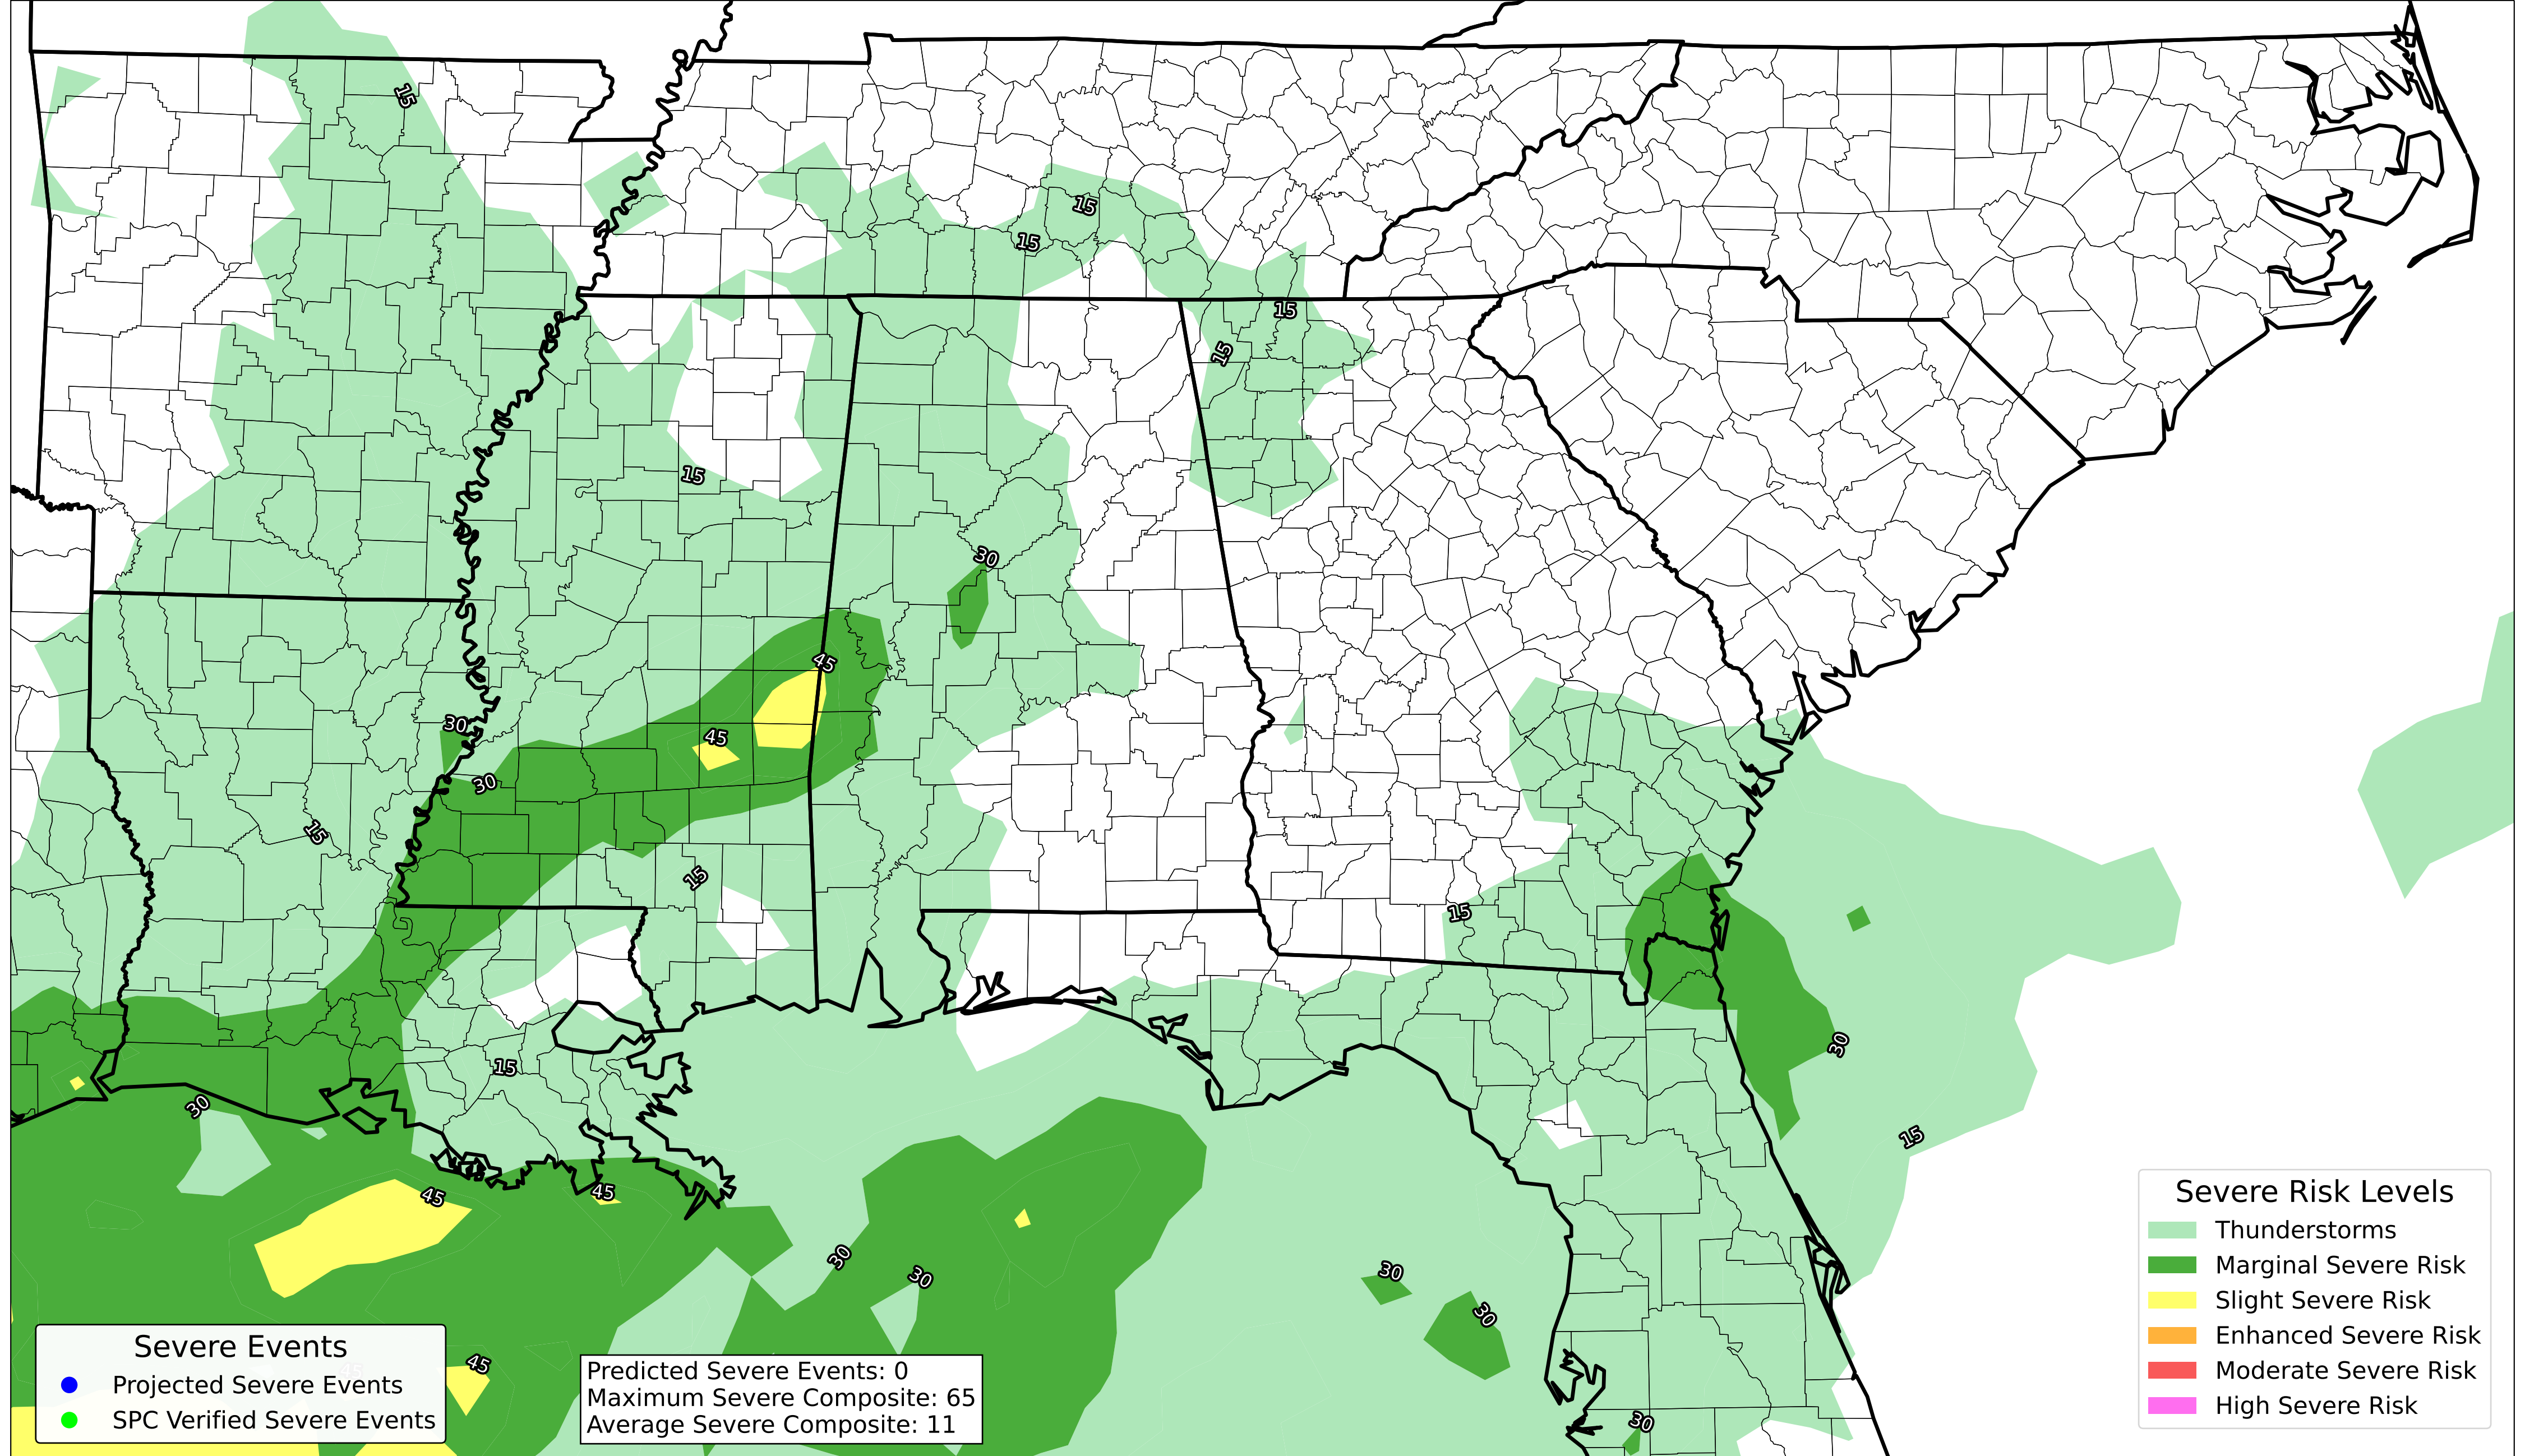 15
15
15
15
15
15
30
45
30
45
30
15
15
15
30
15
30
15
45
45
30
30
30
30
45
45
30
Severe Events
Projected Severe Events
SPC Verified Severe Events
Predicted Severe Events: 0
Maximum Severe Composite: 65
Average Severe Composite: 11
Severe Risk Levels
Thunderstorms
Marginal Severe Risk
Slight Severe Risk
Enhanced Severe Risk
Moderate Severe Risk
High Severe Risk